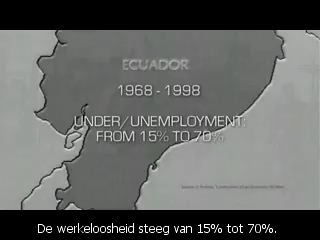 ECUADOR
1968 - 1998
UNDER/UNEMPLOYMENT:
FROM 15% TO 70%
De werkeloosheid steeg van 15% tot 70%.